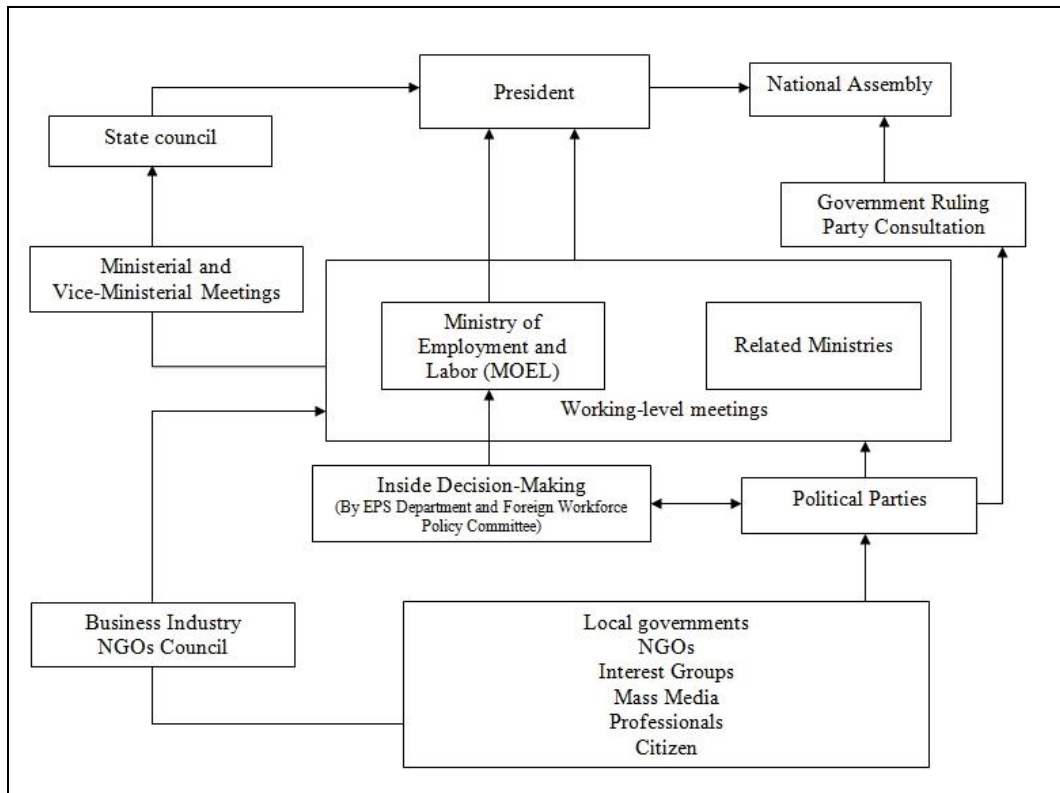 President
National Assembly
State council
Government Ruling
Party Consultation
Ministerial and
Vice-Ministerial Meetings
Ministry of
Employment and
Labor (MOEL)
Related Ministries
Working-level meetings
Inside Decision-Making
(By EPS Department and Foreign Workforce
Policy Committee)
Political Parties
Business Industry
NGOs Council
Local governments
NGOs
Interest Groups
Mass Media
Professionals
Citizen